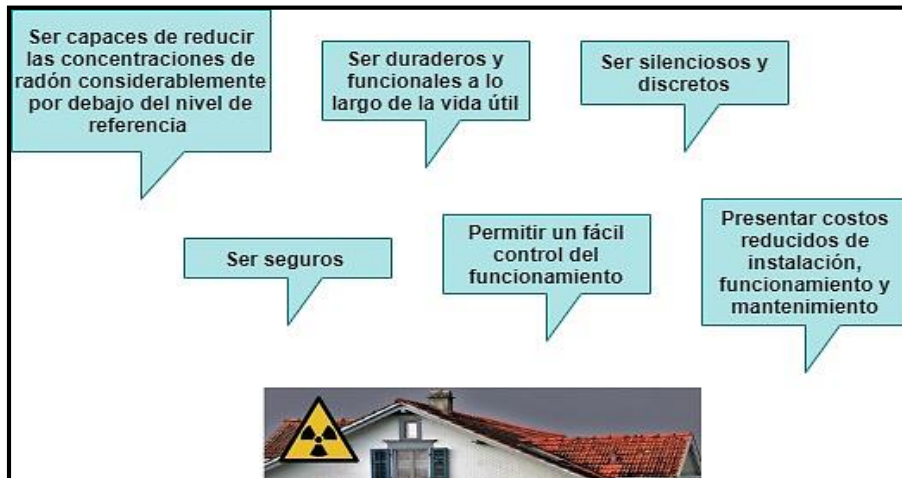 Ser capaces de reducir
las concentraciones de
radón considerablemente
por debajo del nivel de
referencia
Ser duraderos y
funcionales a lo
largo de la vida útil
Ser silenciosos y
discretos
Ser seguros
Permitir un fácil
control del
funcionamiento
Presentar costos
reducidos de
instalación,
funcionamiento y
mantenimiento